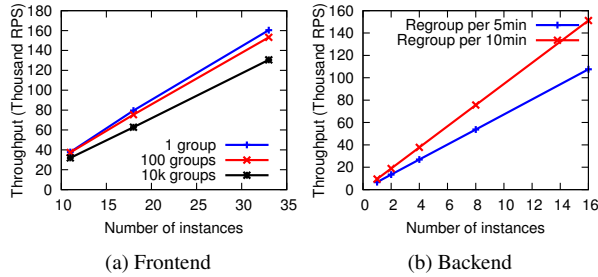 180
160
140
120
100
80
60
40
20
0
10 15 20 25 30 35
Throughput (Thousand RPS)
Number of instances
1 group
100 groups
10k groups
(a) Frontend
160
140
120
100
80
60
40
20
0
0 2 4 6 8 10 12 14 16
Throughput (Thousand RPS)
Number of instances
Regroup per 5min
Regroup per 10min
(b) Backend